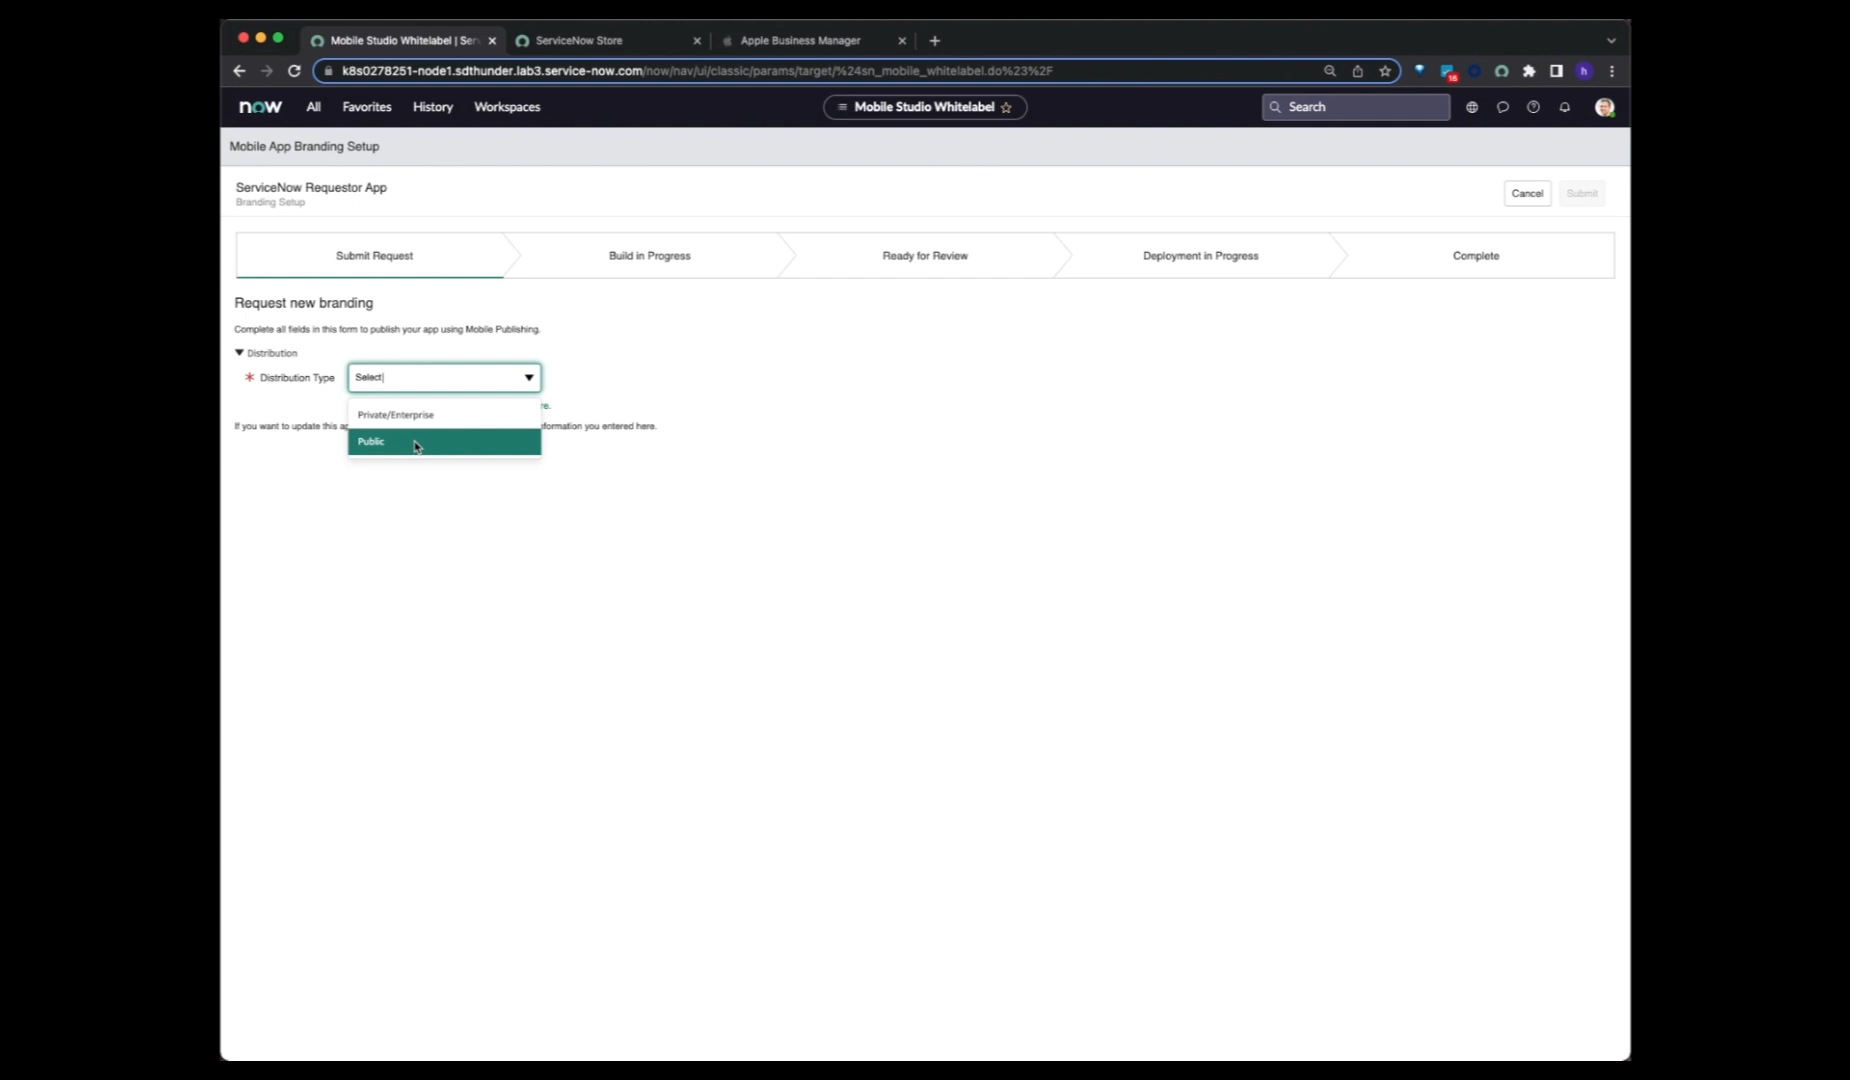 Mobile Studio Whitelabel | Ser
ServiceNow Store
Apple Business Manager
k8s0278251-node1.sdthunder.lab3.service-now.com/now/nav/ui/classic/params/target/%24sn_mobile_whitelabel.do%23%2F
16
h
now
All
Favorites
History
Workspaces
Mobile Studio Whitelabel
Search
Mobile App Branding Setup
ServiceNow Requestor App
Branding Setup
Cancel
Submit
Submit Request
Build in Progress
Ready for Review
Deployment in Progress
Complete
Request new branding
Complete all fields in this form to publish your app using Mobile Publishing.
Distribution
* Distribution Type
Select
re.
Private/Enterprise
If you want to update this ap
formation you entered here.
Public